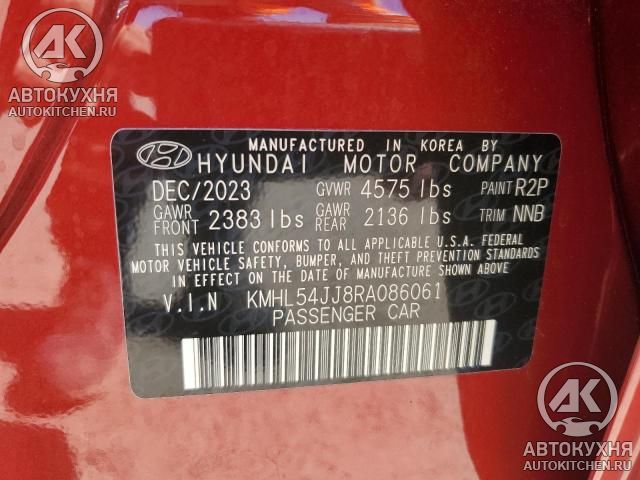 AK
АВТОКУХНЯ
AUTOKITCHEN.RU
MANUFACTURED IN KOREA BY
HYUNDAI MOTOR COMPANY
DEC/2023 GVWR 4575 lbs PAINT R2P
GAWR FRONT 2383 lbs GAWR REAR 2136 lbs TRIM NNB
THIS VEHICLE CONFORMS TO ALL APPLICABLE U.S.A. FEDERAL
MOTOR VEHICLE SAFETY, BUMPER, AND THEFT PREVENTION STANDARDS
IN EFFECT ON THE DATE OF MANUFACTURE SHOWN ABOVE.
V.I.N KMHL54JJ8RA086061
PASSENGER CAR
AK
АВТОКУХНЯ
AUTOKITCHEN.RU